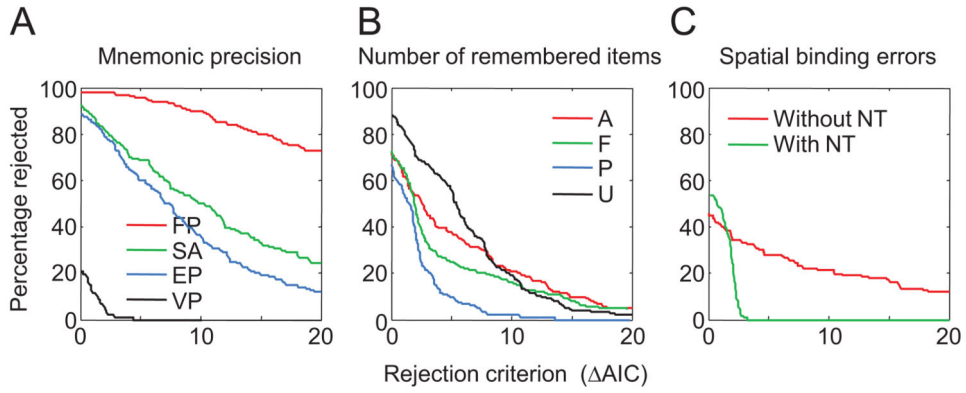 A
B
C
Mnemonic precision
Number of remembered items
Spatial binding errors
Percentage rejected
100
80
60
40
20
0
0
10
20
FP
SA
EP
VP
100
80
60
40
20
0
0
10
20
A
F
P
U
100
80
60
40
20
0
0
10
20
Without NT
With NT
Rejection criterion (ΔAIC)